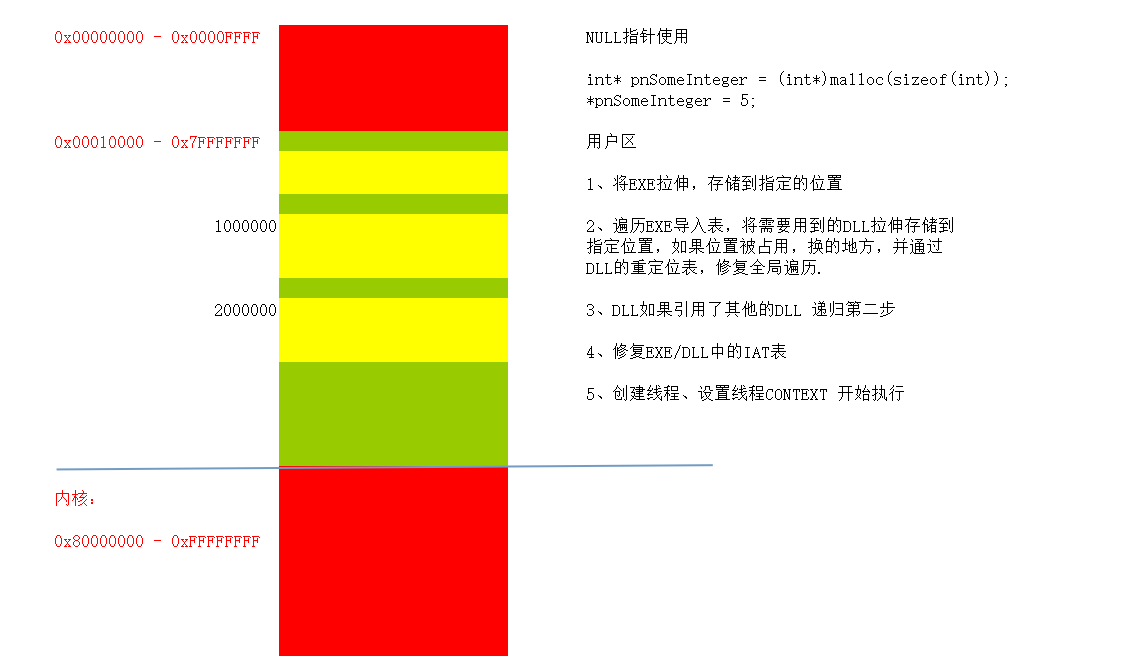 0x00000000 - 0x0000FFFF
NULL指针使用
int* pnSomeInteger = (int*)malloc(sizeof(int));
*pnSomeInteger = 5;
0x00010000 - 0x7FFFFFFF
用户区
1、将EXE拉伸，存储到指定的位置
1000000
2、遍历EXE导入表，将需要用到的DLL拉伸存储到
指定位置，如果位置被占用，换的地方，并通过
DLL的重定位表，修复全局遍历.
2000000
3、DLL如果引用了其他的DLL 递归第二步
4、修复EXE/DLL中的IAT表
5、创建线程、设置线程CONTEXT 开始执行
内核：
0x80000000 - 0xFFFFFFFF